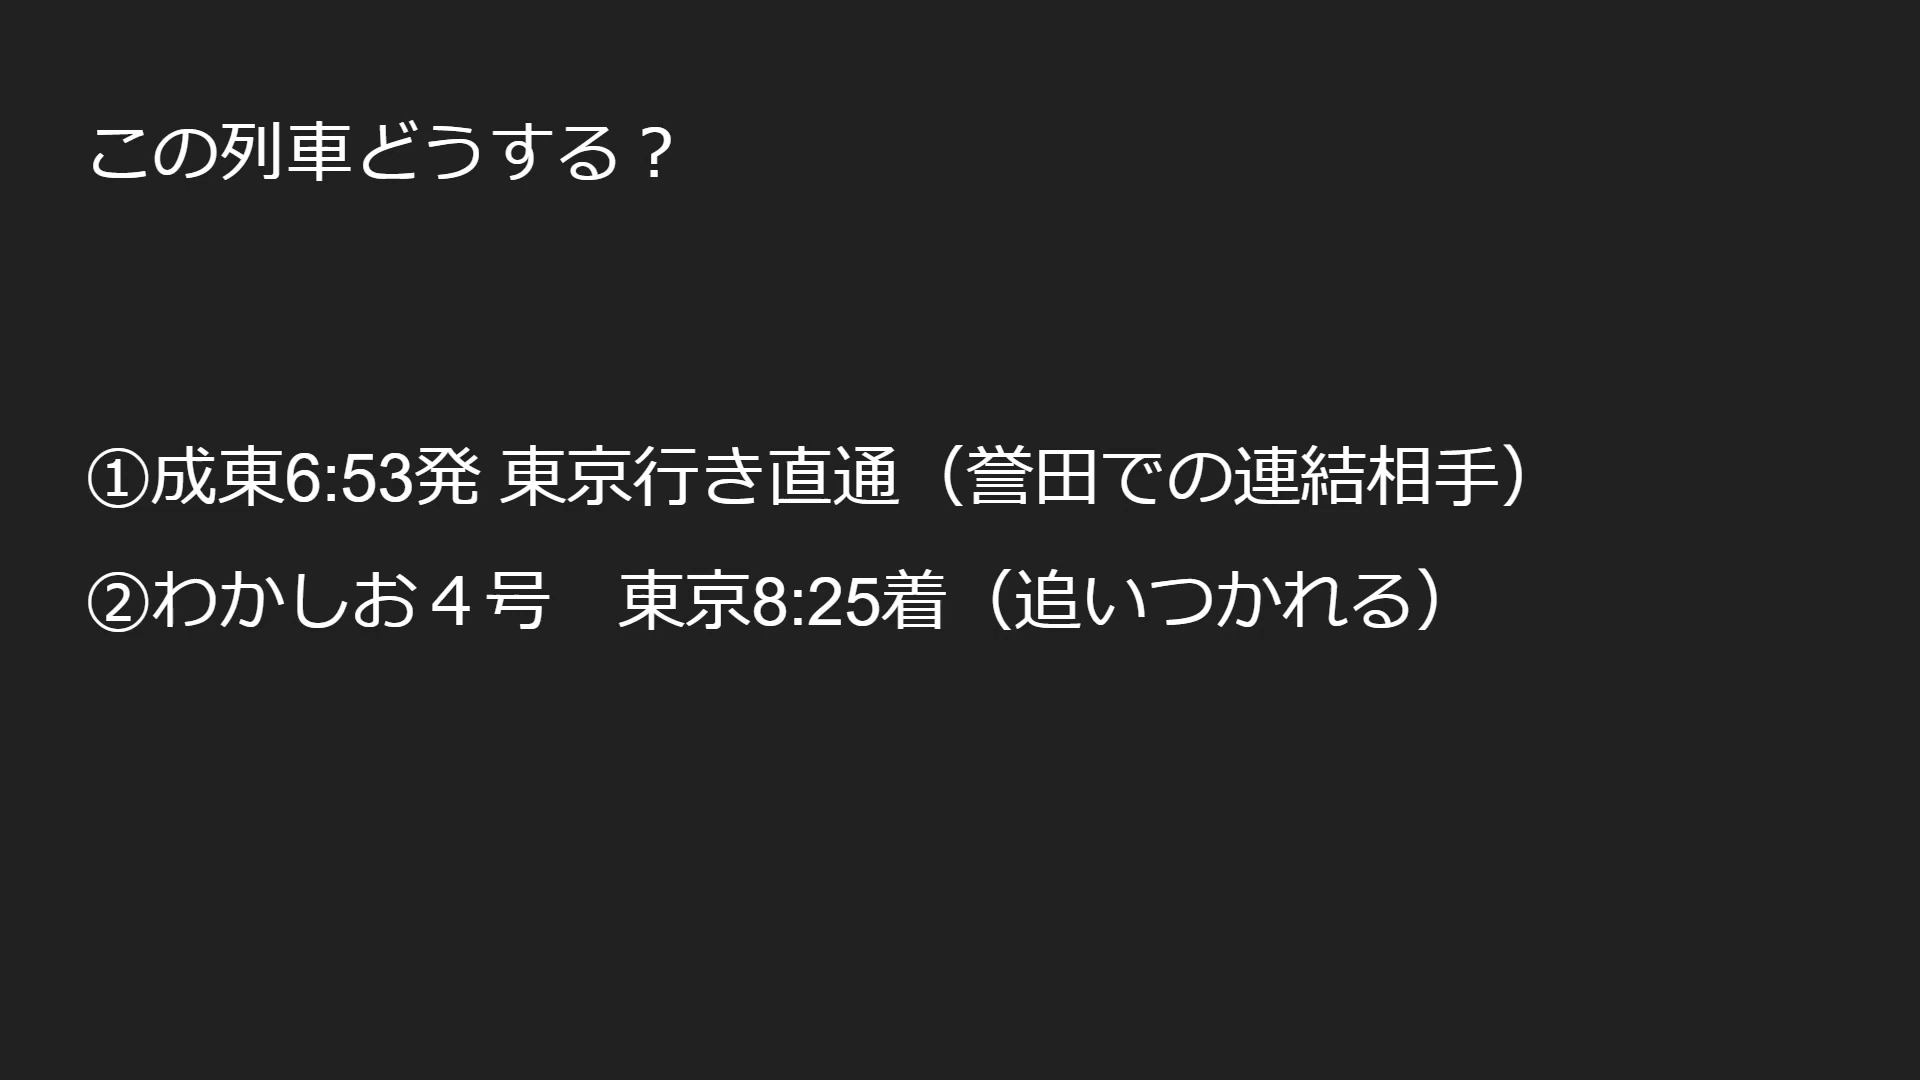 この列車どうする？
①成東6:53発 東京行き直通（誉田での連結相手）
②わかしお４号　東京8:25着（追いつかれる）